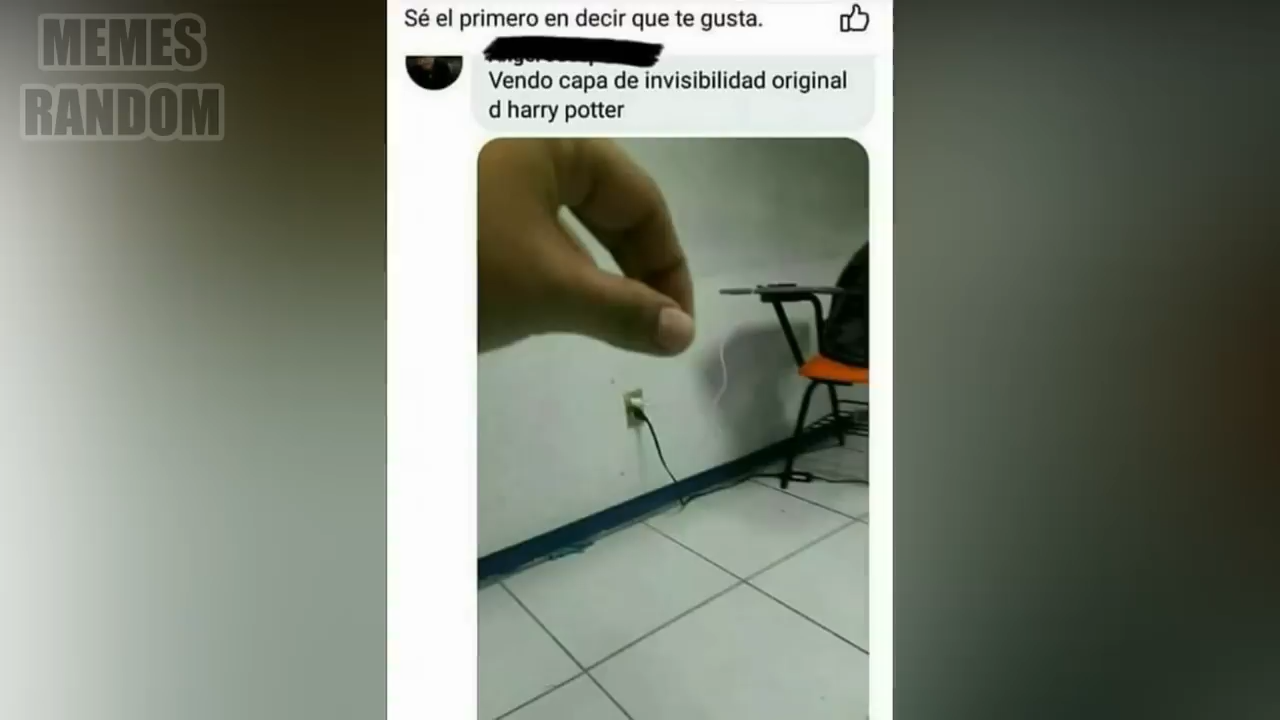 MEMES
RANDOM
Sé el primero en decir que te gusta.
Vendo capa de invisibilidad original
d harry potter